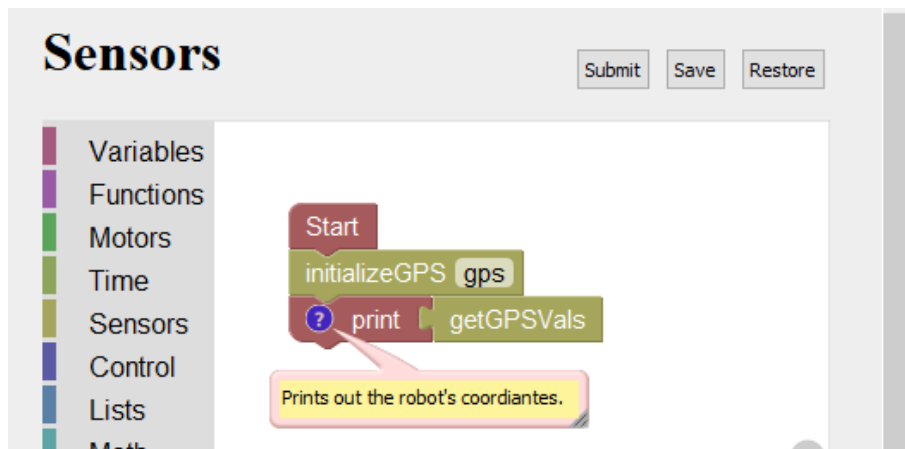 Sensors
Submit Save Restore
Variables
Functions
Motors
Time
Sensors
Control
Lists
Math
Start
initializeGPS gps
? print getGPSVals
Prints out the robot's coordiantes.